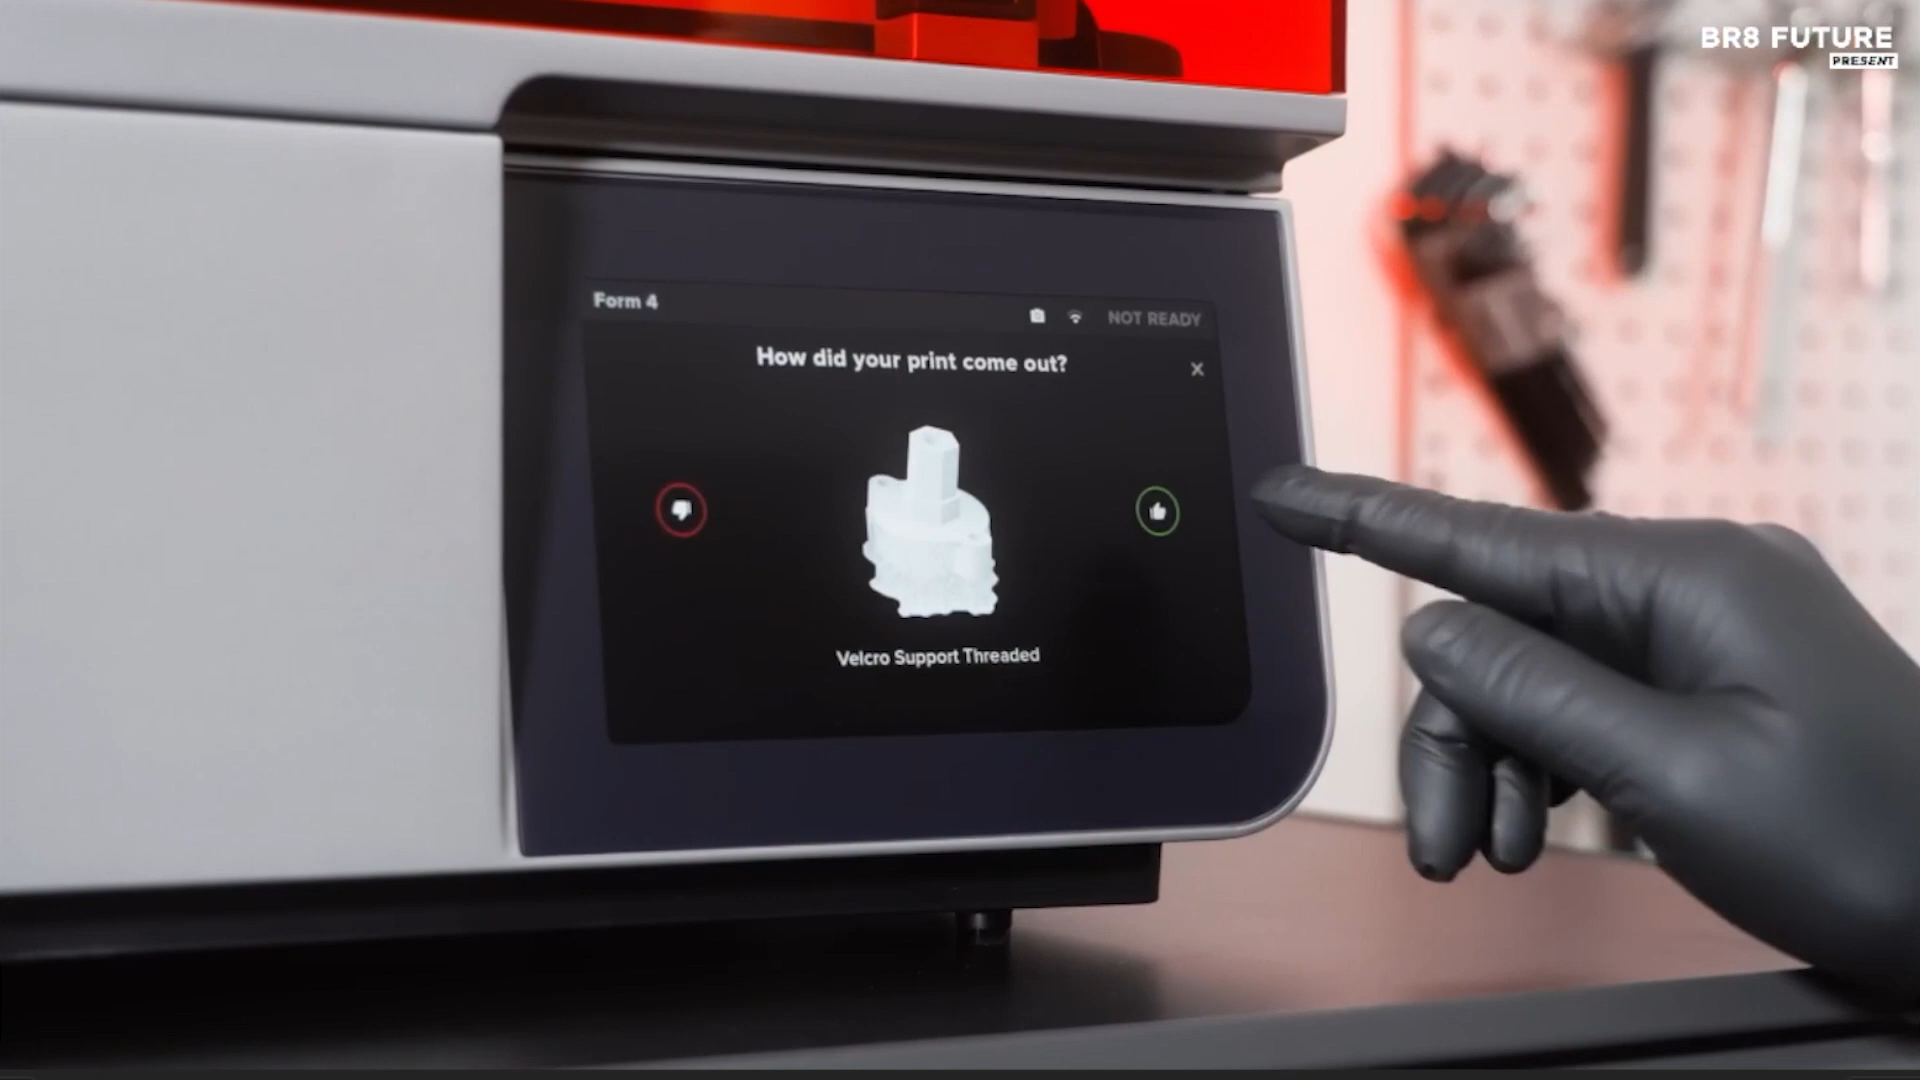 BR8 FUTURE
PRESENT
Form 4
NOT READY
How did your print come out?
Velcro Support Threaded